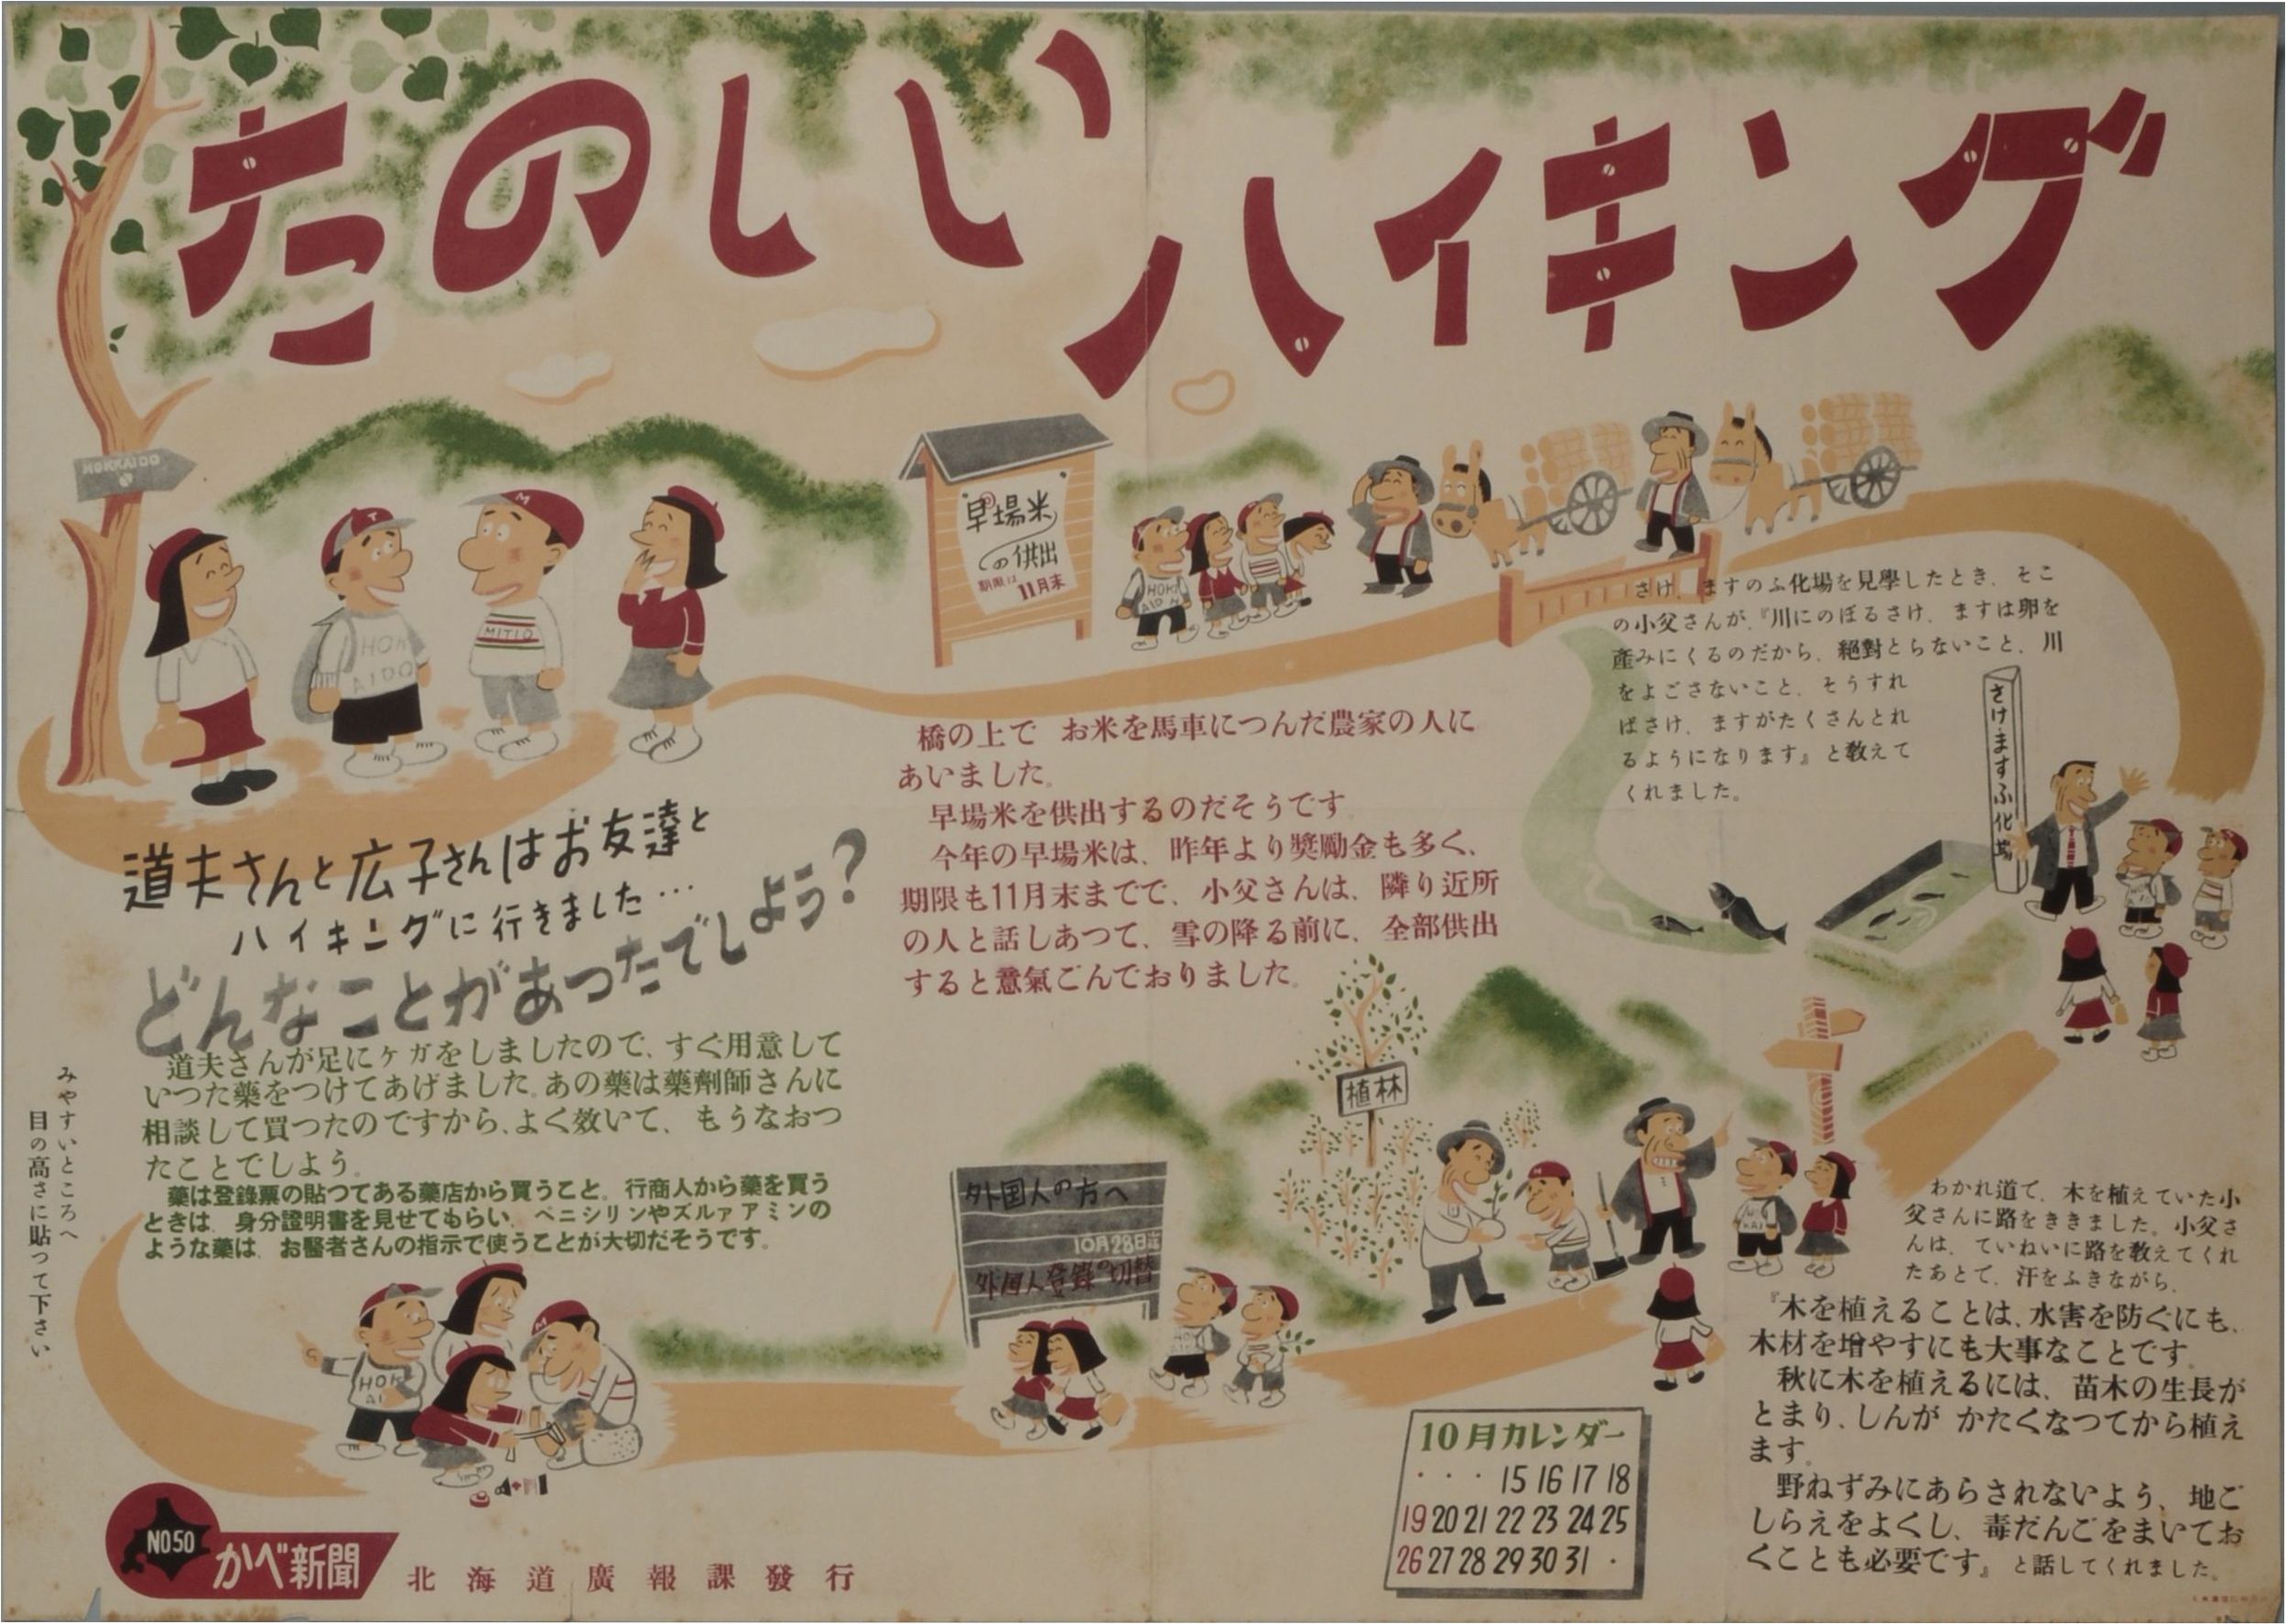 たのしいハイキング
HOKKAIDO
T
M
HOK
AIDO
MITIO
早場米
の供出
期限は
11月末
HOK
AIDO
道夫さんと広子さんはお友達と
ハイキングに行きました…
どんなことがあつたでしよう?
橋の上で お米を馬車につんだ農家の人に
あいました。
早場米を供出するのだそうです
今年の早場米は、昨年より奬勵金も多く、
期限も11月末までで、小父さんは、隣り近所
の人と話しあつて、雪の降る前に、全部供出
すると意氣ごんでおりました。
さけ、ますのふ化場を見學したとき、そこ
の小父さんが、『川にのぼるさけ、ますは卵を
產みにくるのだから、絕對とらないこと、川
をよごさないこと、そうすれ
ばさけ、ますがたくさんとれ
るようになります』と教えて
くれました。
さけますふ化場
わかれ道で、木を植えていた小
父さんに路をききました。小父さ
んは、ていねいに路を教えてくれ
たあとで、汗をふきながら、
『木を植えることは、水害を防ぐにも、
木材を增やすにも大事なことです。
秋に木を植えるには、苗木の生長が
とまり、しんが かたくなつてから植え
ます。
野ねずみにあらされないよう、地ご
しらえをよくし、毒だんごをまいてお
くことも必要です』と話してくれました。
植林
外国人の方へ
10月28日迄
外国人登録の切替
道夫さんが足にケガをしましたので、すぐ用意して
いつた藥をつけてあげました。あの藥は藥劑師さんに
相談して買つたのですから、よく效いて、もうなおつ
たことでしよう。
藥は登錄票の貼つてある藥店から買うこと。行商人から藥を買う
ときは、身分證明書を見せてもらい、ペニシリンやズルファアミンの
ような藥は、お醫者さんの指示で使うことが大切だそうです。
HOK
AI
みやすいところへ
目の高さに貼つて下さい
10月カレンダー
・・・15 16 17 18
19 20 21 22 23 24 25
26 27 28 29 30 31 ・
NO50
かべ新聞
北海道廣報課發行